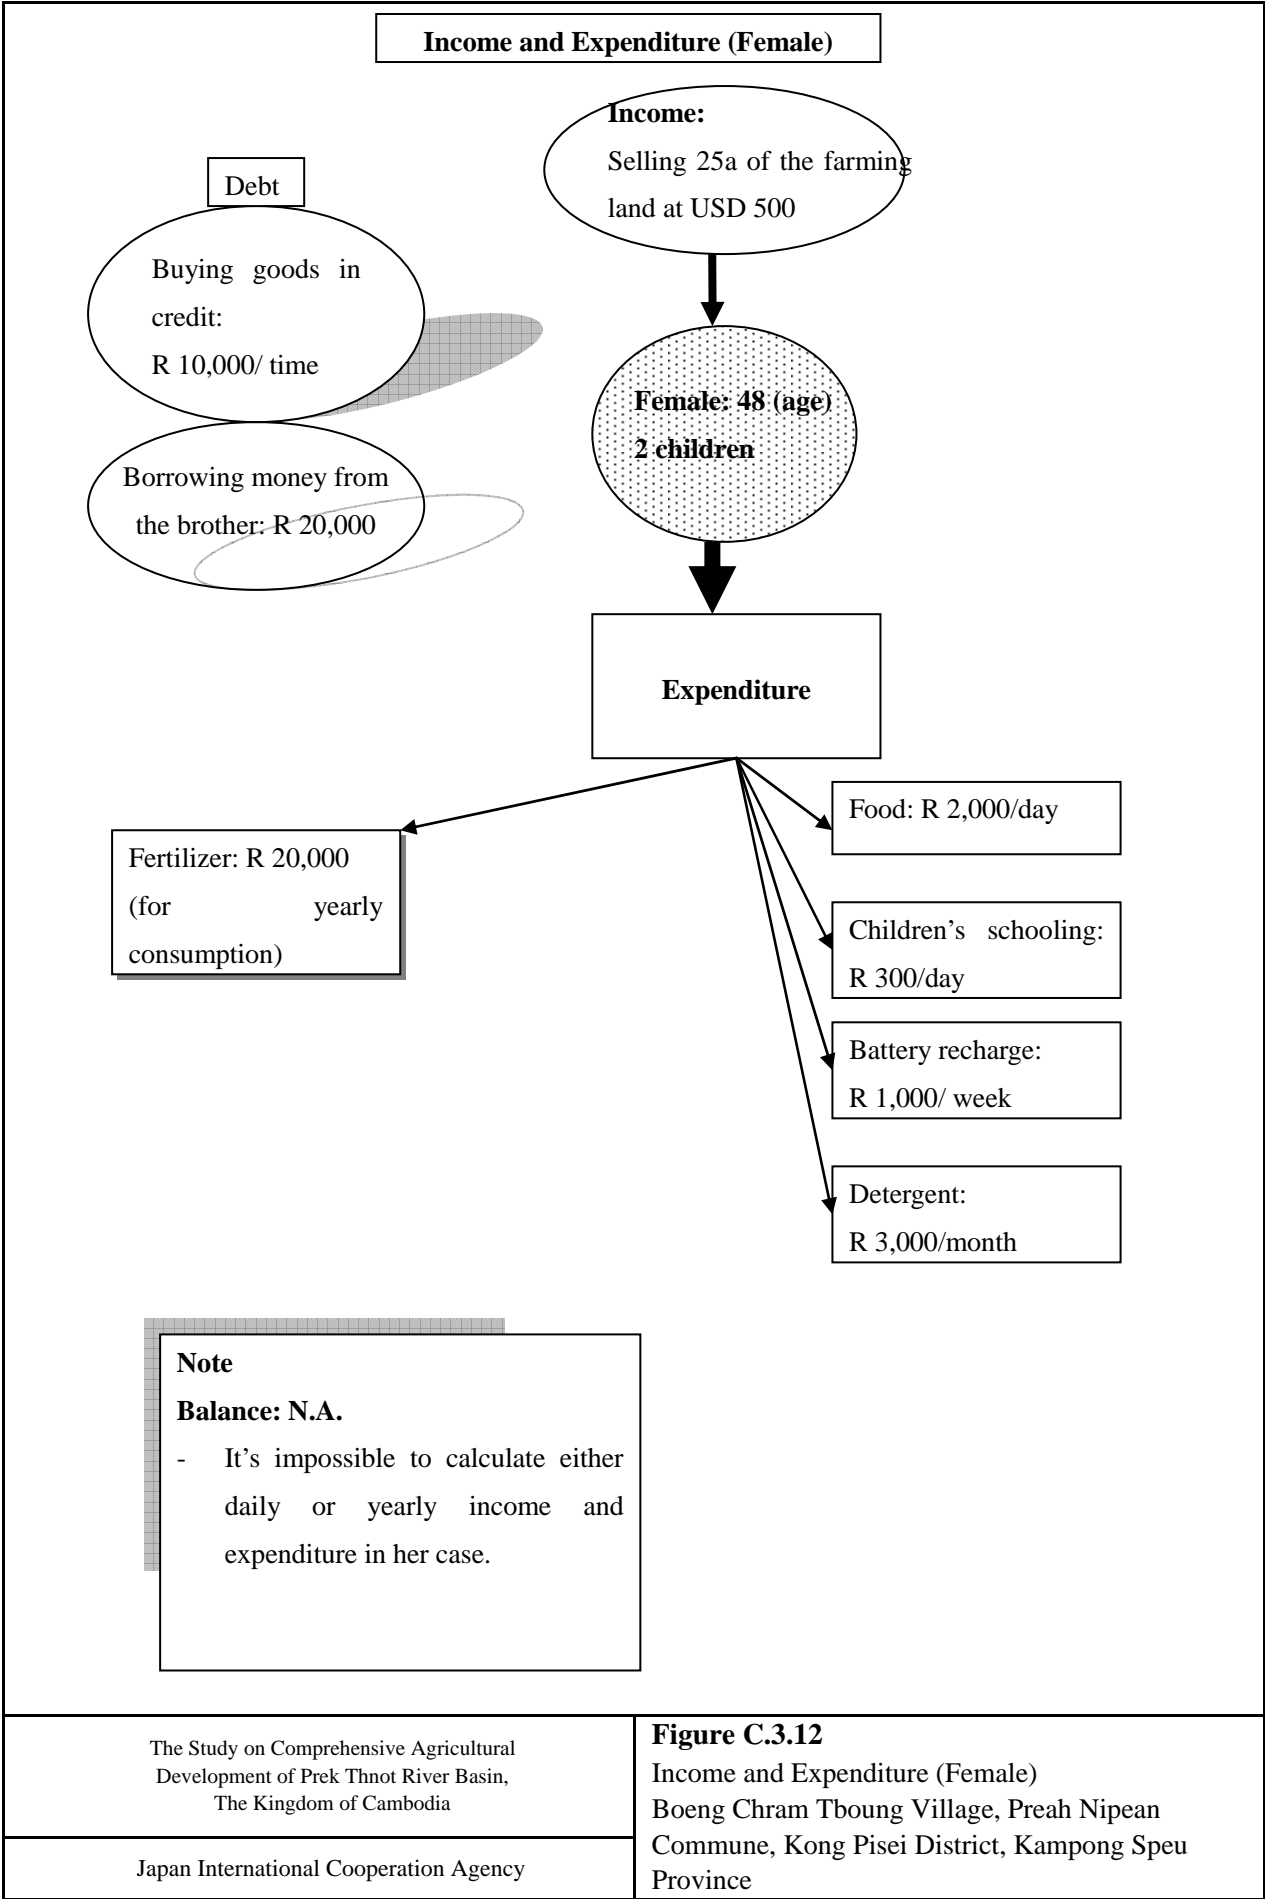 Income and Expenditure (Female)
Income:
Selling 25a of the farming
land at USD 500
Debt
Buying goods in
credit:
R 10,000/ time
Borrowing money from
the brother: R 20,000
Female: 48 (age)
2 children
Expenditure
Fertilizer: R 20,000
(for yearly
consumption)
Food: R 2,000/day
Children’s schooling:
R 300/day
Battery recharge:
R 1,000/ week
Detergent:
R 3,000/month
Note
Balance: N.A.
- It’s impossible to calculate either
daily or yearly income and
expenditure in her case.
The Study on Comprehensive Agricultural
Development of Prek Thnot River Basin,
The Kingdom of Cambodia
Japan International Cooperation Agency
Figure C.3.12
Income and Expenditure (Female)
Boeng Chram Tboung Village, Preah Nipean
Commune, Kong Pisei District, Kampong Speu
Province